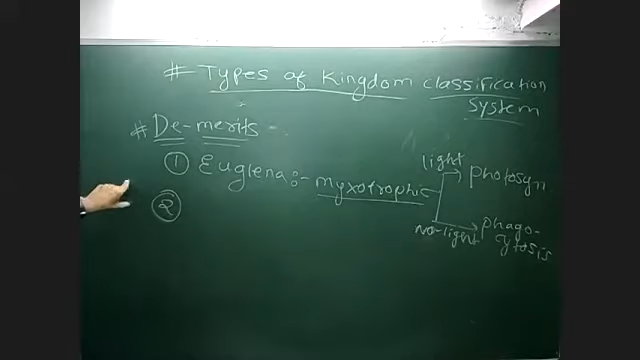 # Types of Kingdom classification
system
# De-merits :-
① Euglena :- myxotrophic
light → photosyn
no-light → phago-
cytosis
②